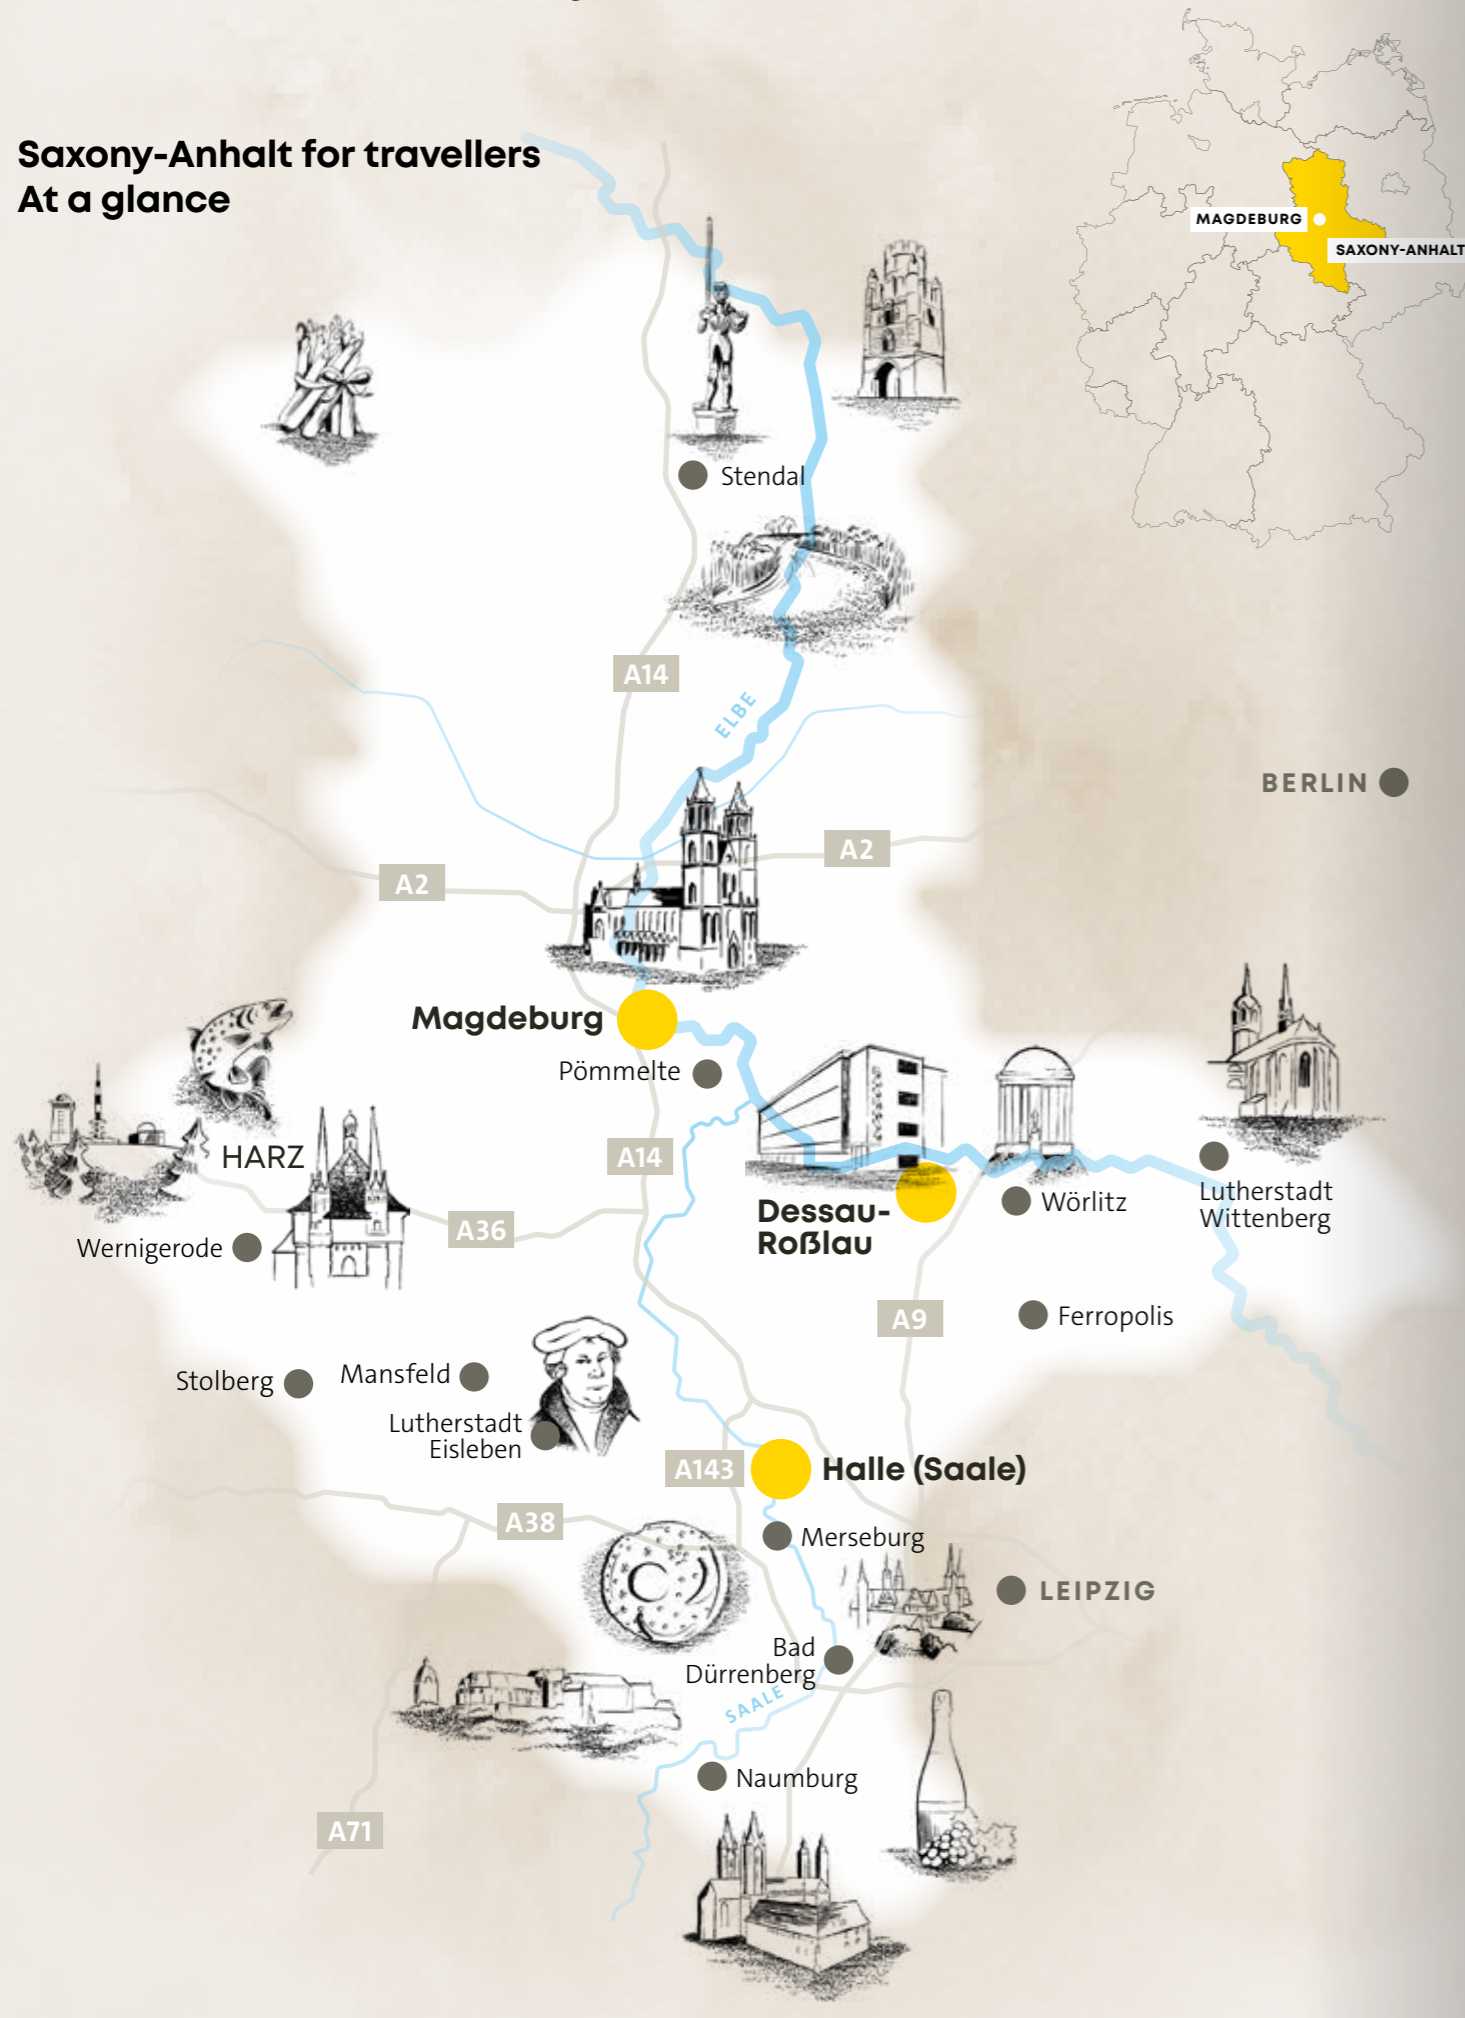 Saxony-Anhalt for travellers
At a glance
MAGDEBURG
SAXONY-ANHALT
Stendal
A14
ELBE
BERLIN
A2
A2
Magdeburg
Pömmelte
HARZ
A14
Wernigerode
A36
Dessau-
Roßlau
Wörlitz
Lutherstadt
Wittenberg
A9
Ferropolis
Stolberg
Mansfeld
Lutherstadt
Eisleben
A143
Halle (Saale)
A38
Merseburg
LEIPZIG
Bad
Dürrenberg
SAALE
Naumburg
A71